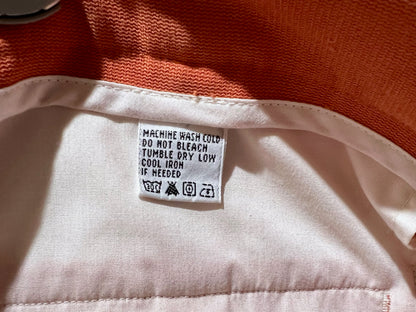 MACHINE WASH COLD
DO NOT BLEACH
TUMBLE DRY LOW
COOL IRON
IF NEEDED